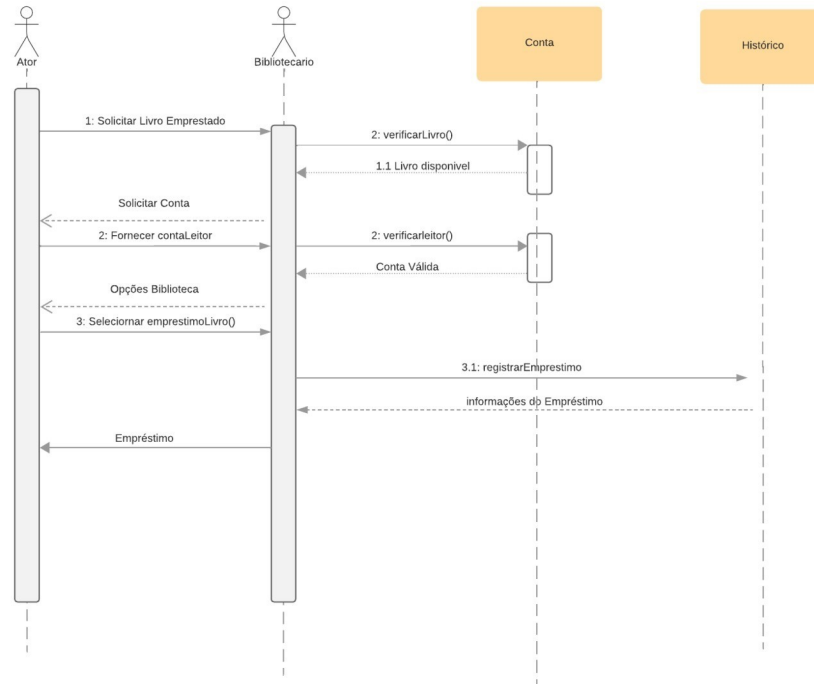 Ator
Bibliotecario
Conta
Histórico
1: Solicitar Livro Emprestado
2: verificarLivro()
1.1 Livro disponivel
Solicitar Conta
2: Fornecer contaLeitor
2: verificarleitor()
Conta Válida
Opções Biblioteca
3: Seleciornar emprestimoLivro()
3.1: registrarEmprestimo
informações do Empréstimo
Empréstimo